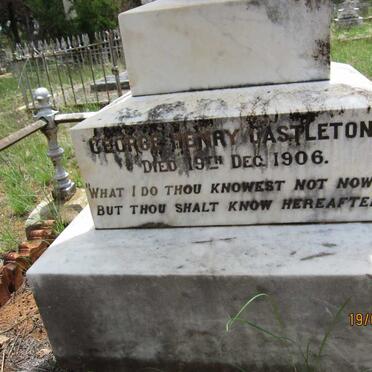 GEORGE HENRY CASTLETON
DIED 19TH DEC. 1906.
"WHAT I DO THOU KNOWEST NOT NOW
BUT THOU SHALT KNOW HEREAFTER
19/